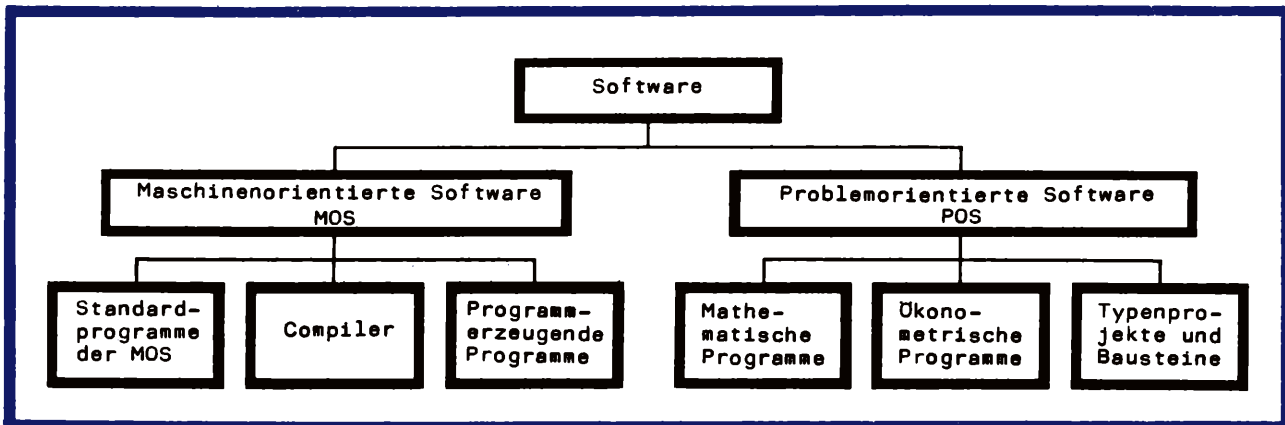 Software
Maschinenorientierte Software
MOS
Problemorientierte Software
POS
Standard-
programme
der MOS
Compiler
Programm-
erzeugende
Programme
Mathe-
matische
Programme
Ökono-
metrische
Programme
Typenpro-
jekte und
Bausteine